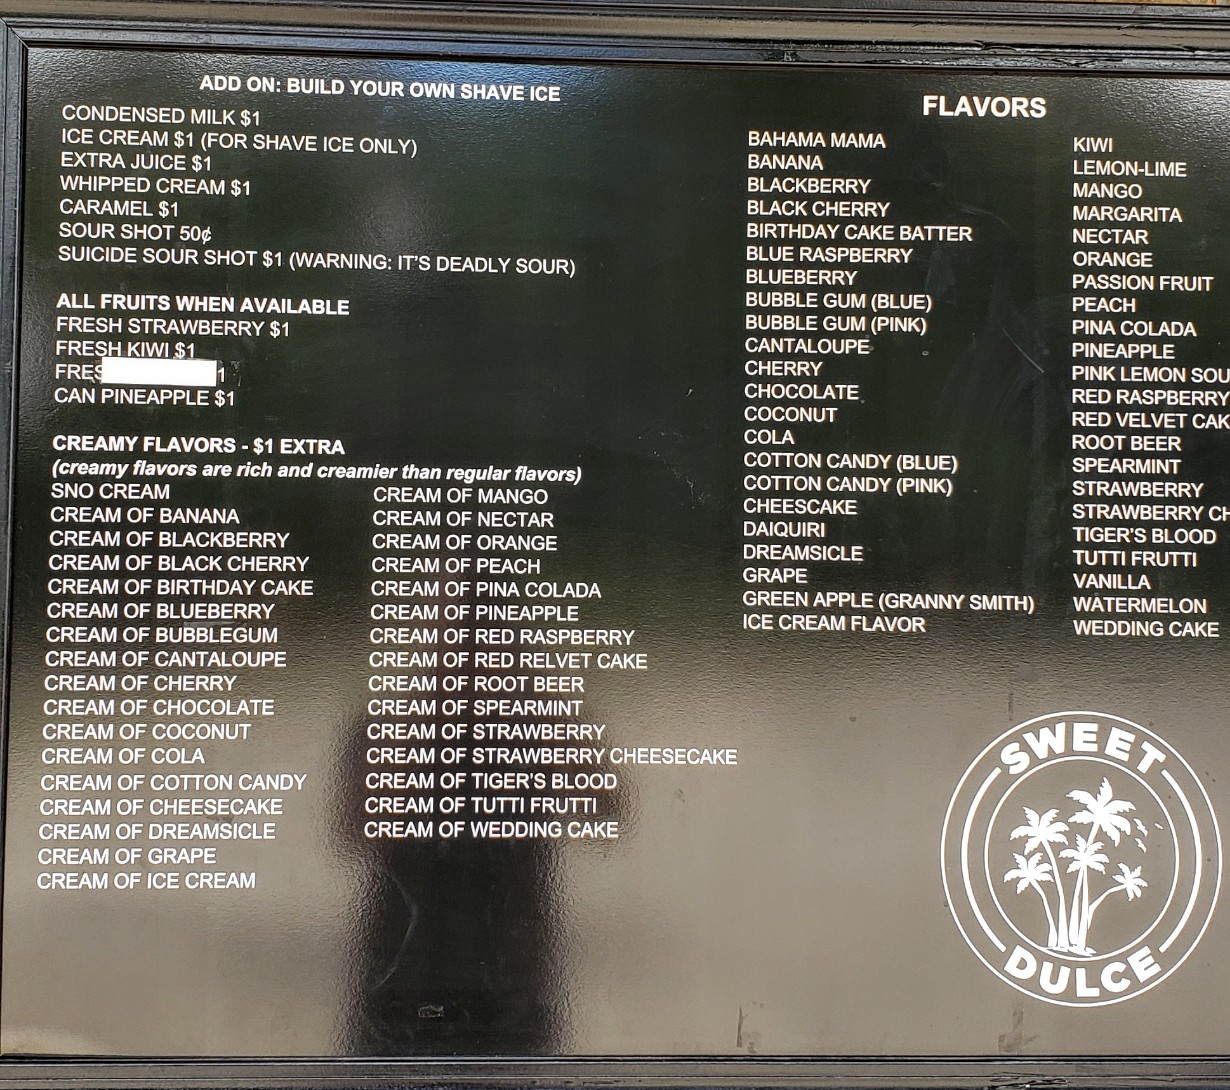 ADD ON: BUILD YOUR OWN SHAVE ICE
CONDENSED MILK $1
ICE CREAM $1 (FOR SHAVE ICE ONLY)
EXTRA JUICE $1
WHIPPED CREAM $1
CARAMEL $1
SOUR SHOT 50¢
SUICIDE SOUR SHOT $1 (WARNING: IT'S DEADLY SOUR)
ALL FRUITS WHEN AVAILABLE
FRESH STRAWBERRY $1
FRESH KIWI $1
1
CAN PINEAPPLE $1
CREAMY FLAVORS - $1 EXTRA
(creamy flavors are rich and creamier than regular flavors)
SNO CREAM
CREAM OF BANANA
CREAM OF BLACKBERRY
CREAM OF BLACK CHERRY
CREAM OF BIRTHDAY CAKE
CREAM OF BLUEBERRY
CREAM OF BUBBLEGUM
CREAM OF CANTALOUPE
CREAM OF CHERRY
CREAM OF CHOCOLATE
CREAM OF COCONUT
CREAM OF COLA
CREAM OF COTTON CANDY
CREAM OF CHEESECAKE
CREAM OF DREAMSICLE
CREAM OF GRAPE
CREAM OF ICE CREAM
CREAM OF MANGO
CREAM OF NECTAR
CREAM OF ORANGE
CREAM OF PEACH
CREAM OF PINA COLADA
CREAM OF PINEAPPLE
CREAM OF RED RASPBERRY
CREAM OF RED RELVET CAKE
CREAM OF ROOT BEER
CREAM OF SPEARMINT
CREAM OF STRAWBERRY
CREAM OF STRAWBERRY CHEESECAKE
CREAM OF TIGER'S BLOOD
CREAM OF TUTTI FRUTTI
CREAM OF WEDDING CAKE
FLAVORS
BAHAMA MAMA
BANANA
BLACKBERRY
BLACK CHERRY
BIRTHDAY CAKE BATTER
BLUE RASPBERRY
BLUEBERRY
BUBBLE GUM (BLUE)
BUBBLE GUM (PINK)
CANTALOUPE
CHERRY
CHOCOLATE
COCONUT
COLA
COTTON CANDY (BLUE)
COTTON CANDY (PINK)
CHEESCAKE
DAIQUIRI
DREAMSICLE
GRAPE
GREEN APPLE (GRANNY SMITH)
ICE CREAM FLAVOR
KIWI
LEMON-LIME
MANGO
MARGARITA
NECTAR
ORANGE
PASSION FRUIT
PEACH
PINA COLADA
PINEAPPLE
PINK LEMON SOU
RED RASPBERRY
RED VELVET CAK
ROOT BEER
SPEARMINT
STRAWBERRY
STRAWBERRY CH
TIGER'S BLOOD
TUTTI FRUTTI
VANILLA
WATERMELON
WEDDING CAKE
SWEET
DULCE